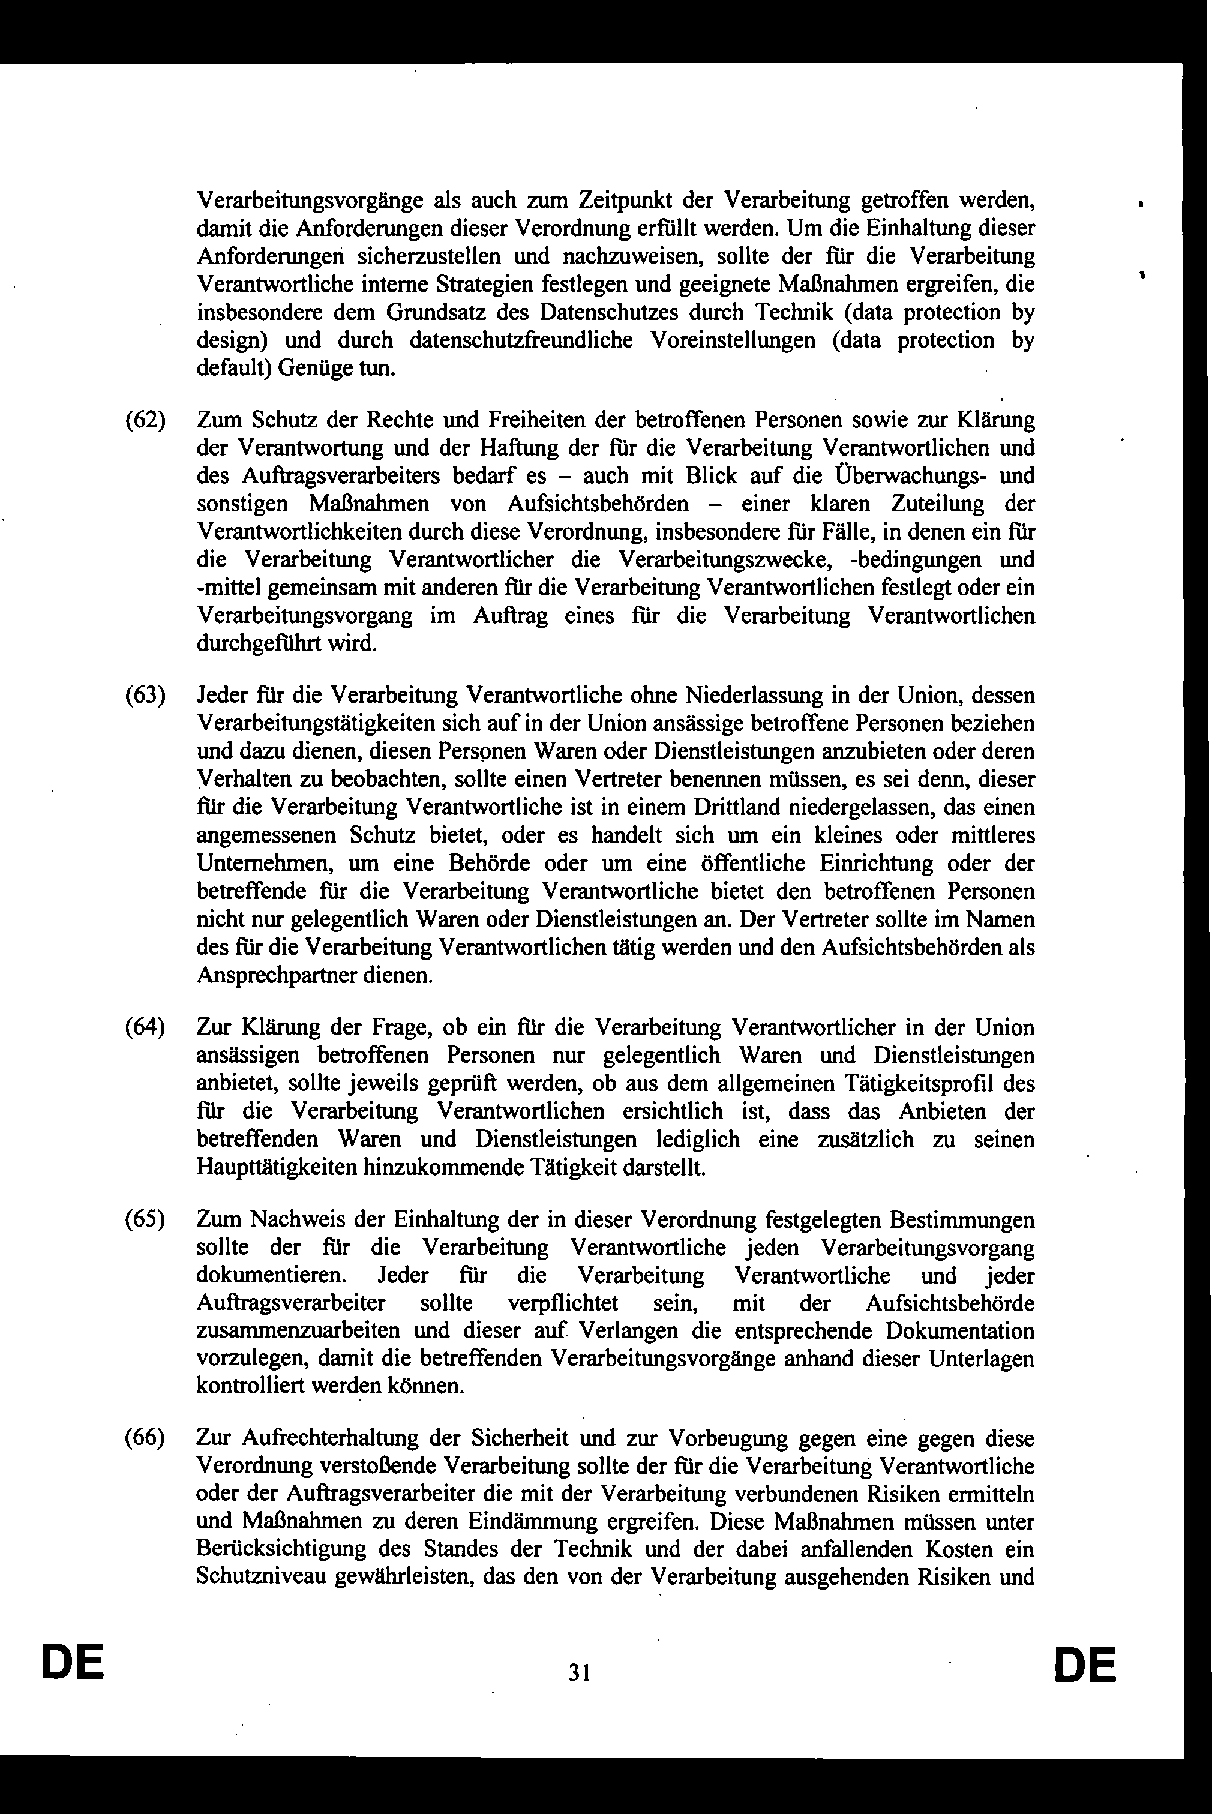 Verarbeitungsvorgänge als auch zum Zeitpunkt der Verarbeitung getroffen werden,
damit die Anforderungen dieser Verordnung erfüllt werden. Um die Einhaltung dieser
Anforderungen sicherzustellen und nachzuweisen, sollte der für die Verarbeitung
Verantwortliche interne Strategien festlegen und geeignete Maßnahmen ergreifen, die
insbesondere dem Grundsatz des Datenschutzes durch Technik (data protection by
design) und durch datenschutzfreundliche Voreinstellungen (data protection by
default) Genüge tun.
(62) Zum Schutz der Rechte und Freiheiten der betroffenen Personen sowie zur Klärung
der Verantwortung und der Haftung der für die Verarbeitung Verantwortlichen und
des Auftragsverarbeiters bedarf es – auch mit Blick auf die Überwachungs- und
sonstigen Maßnahmen von Aufsichtsbehörden – einer klaren Zuteilung der
Verantwortlichkeiten durch diese Verordnung, insbesondere für Fälle, in denen ein für
die Verarbeitung Verantwortlicher die Verarbeitungszwecke, -bedingungen und
-mittel gemeinsam mit anderen für die Verarbeitung Verantwortlichen festlegt oder ein
Verarbeitungsvorgang im Auftrag eines für die Verarbeitung Verantwortlichen
durchgeführt wird.
(63) Jeder für die Verarbeitung Verantwortliche ohne Niederlassung in der Union, dessen
Verarbeitungstätigkeiten sich auf in der Union ansässige betroffene Personen beziehen
und dazu dienen, diesen Personen Waren oder Dienstleistungen anzubieten oder deren
Verhalten zu beobachten, sollte einen Vertreter benennen müssen, es sei denn, dieser
für die Verarbeitung Verantwortliche ist in einem Drittland niedergelassen, das einen
angemessenen Schutz bietet, oder es handelt sich um ein kleines oder mittleres
Unternehmen, um eine Behörde oder um eine öffentliche Einrichtung oder der
betreffende für die Verarbeitung Verantwortliche bietet den betroffenen Personen
nicht nur gelegentlich Waren oder Dienstleistungen an. Der Vertreter sollte im Namen
des für die Verarbeitung Verantwortlichen tätig werden und den Aufsichtsbehörden als
Ansprechpartner dienen.
(64) Zur Klärung der Frage, ob ein für die Verarbeitung Verantwortlicher in der Union
ansässigen betroffenen Personen nur gelegentlich Waren und Dienstleistungen
anbietet, sollte jeweils geprüft werden, ob aus dem allgemeinen Tätigkeitsprofil des
für die Verarbeitung Verantwortlichen ersichtlich ist, dass das Anbieten der
betreffenden Waren und Dienstleistungen lediglich eine zusätzlich zu seinen
Haupttätigkeiten hinzukommende Tätigkeit darstellt.
(65) Zum Nachweis der Einhaltung der in dieser Verordnung festgelegten Bestimmungen
sollte der für die Verarbeitung Verantwortliche jeden Verarbeitungsvorgang
dokumentieren. Jeder für die Verarbeitung Verantwortliche und jeder
Auftragsverarbeiter sollte verpflichtet sein, mit der Aufsichtsbehörde
zusammenzuarbeiten und dieser auf Verlangen die entsprechende Dokumentation
vorzulegen, damit die betreffenden Verarbeitungsvorgänge anhand dieser Unterlagen
kontrolliert werden können.
(66) Zur Aufrechterhaltung der Sicherheit und zur Vorbeugung gegen eine gegen diese
Verordnung verstoßende Verarbeitung sollte der für die Verarbeitung Verantwortliche
oder der Auftragsverarbeiter die mit der Verarbeitung verbundenen Risiken ermitteln
und Maßnahmen zu deren Eindämmung ergreifen. Diese Maßnahmen müssen unter
Berücksichtigung des Standes der Technik und der dabei anfallenden Kosten ein
Schutzniveau gewährleisten, das den von der Verarbeitung ausgehenden Risiken und
DE 31 DE